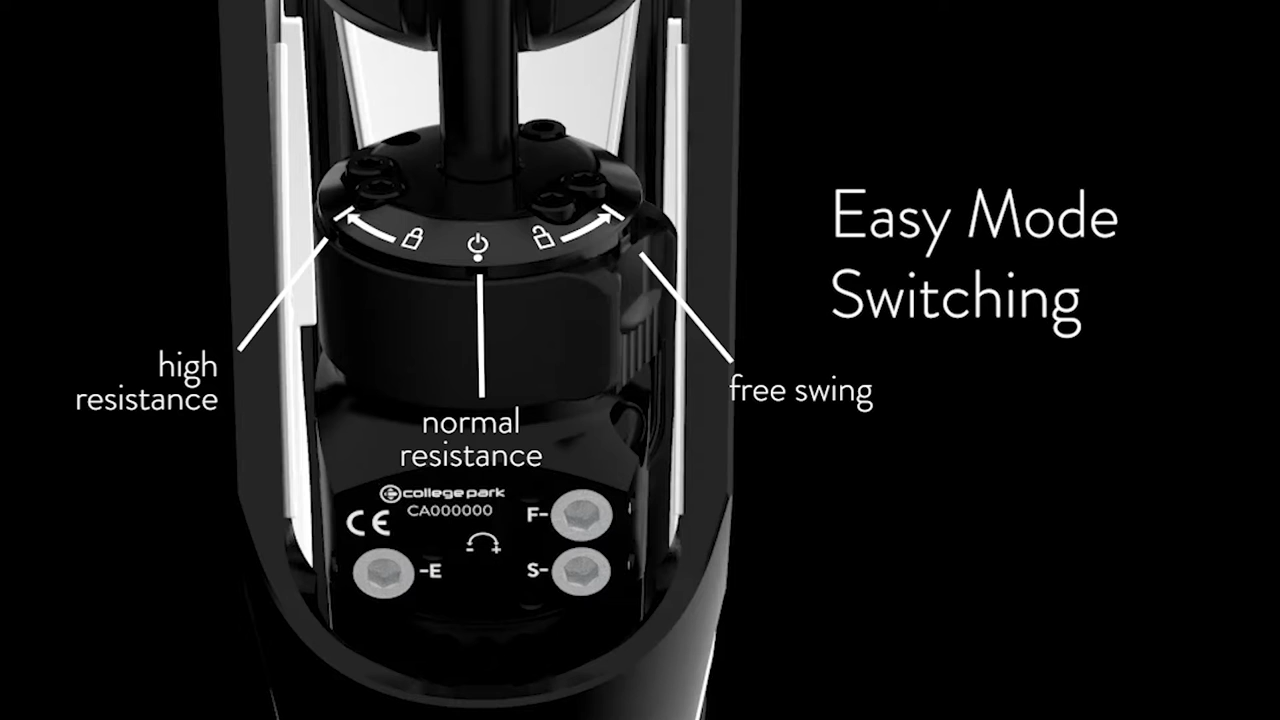 Easy Mode
Switching
high
resistance
normal
resistance
free swing
college park
CA000000
CE
F-
-E
S-
- +